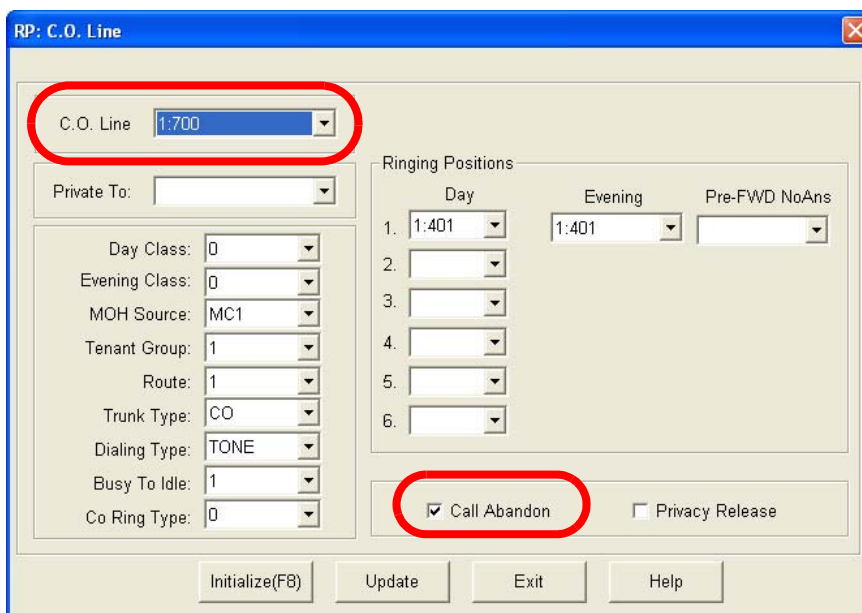 RP: C.O. Line
C.O. Line 1:700
Private To:
Day Class: 0
Evening Class: 0
MOH Source: MC1
Tenant Group: 1
Route: 1
Trunk Type: CO
Dialing Type: TONE
Busy To Idle: 1
Co Ring Type: 0
Ringing Positions
Day Evening Pre-FWD NoAns
1. 1:401 1:401
2.
3.
4.
5.
6.
Call Abandon Privacy Release
Initialize(F8) Update Exit Help